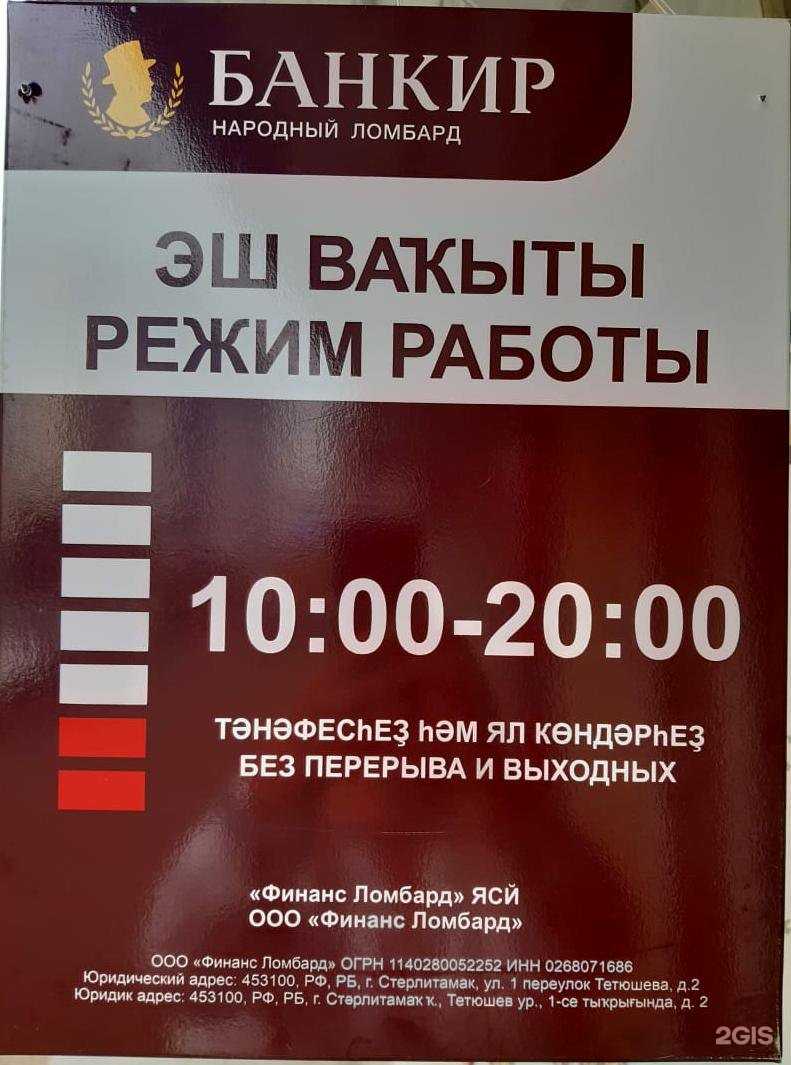 БАНКИР
НАРОДНЫЙ ЛОМБАРД
ЭШ ВАҠЫТЫ
РЕЖИМ РАБОТЫ
10:00-20:00
ТӘНӘФЕСһЕҘ һӘМ ЯЛ КӨНДӘРһЕҘ
БЕЗ ПЕРЕРЫВА И ВЫХОДНЫХ
«Финанс Ломбард» ЯСЙ
ООО «Финанс Ломбард»
ООО «Финанс Ломбард» ОГРН 1140280052252 ИНН 0268071686
Юридический адрес: 453100, РФ, РБ, г. Стерлитамак, ул. 1 переулок Тетюшева, д.2
Юридик адрес: 453100, РФ, РБ, г. Стәрлитамаҡ ҡ., Тетюшев ур., 1-се тыҡрығында, д. 2
2GIS